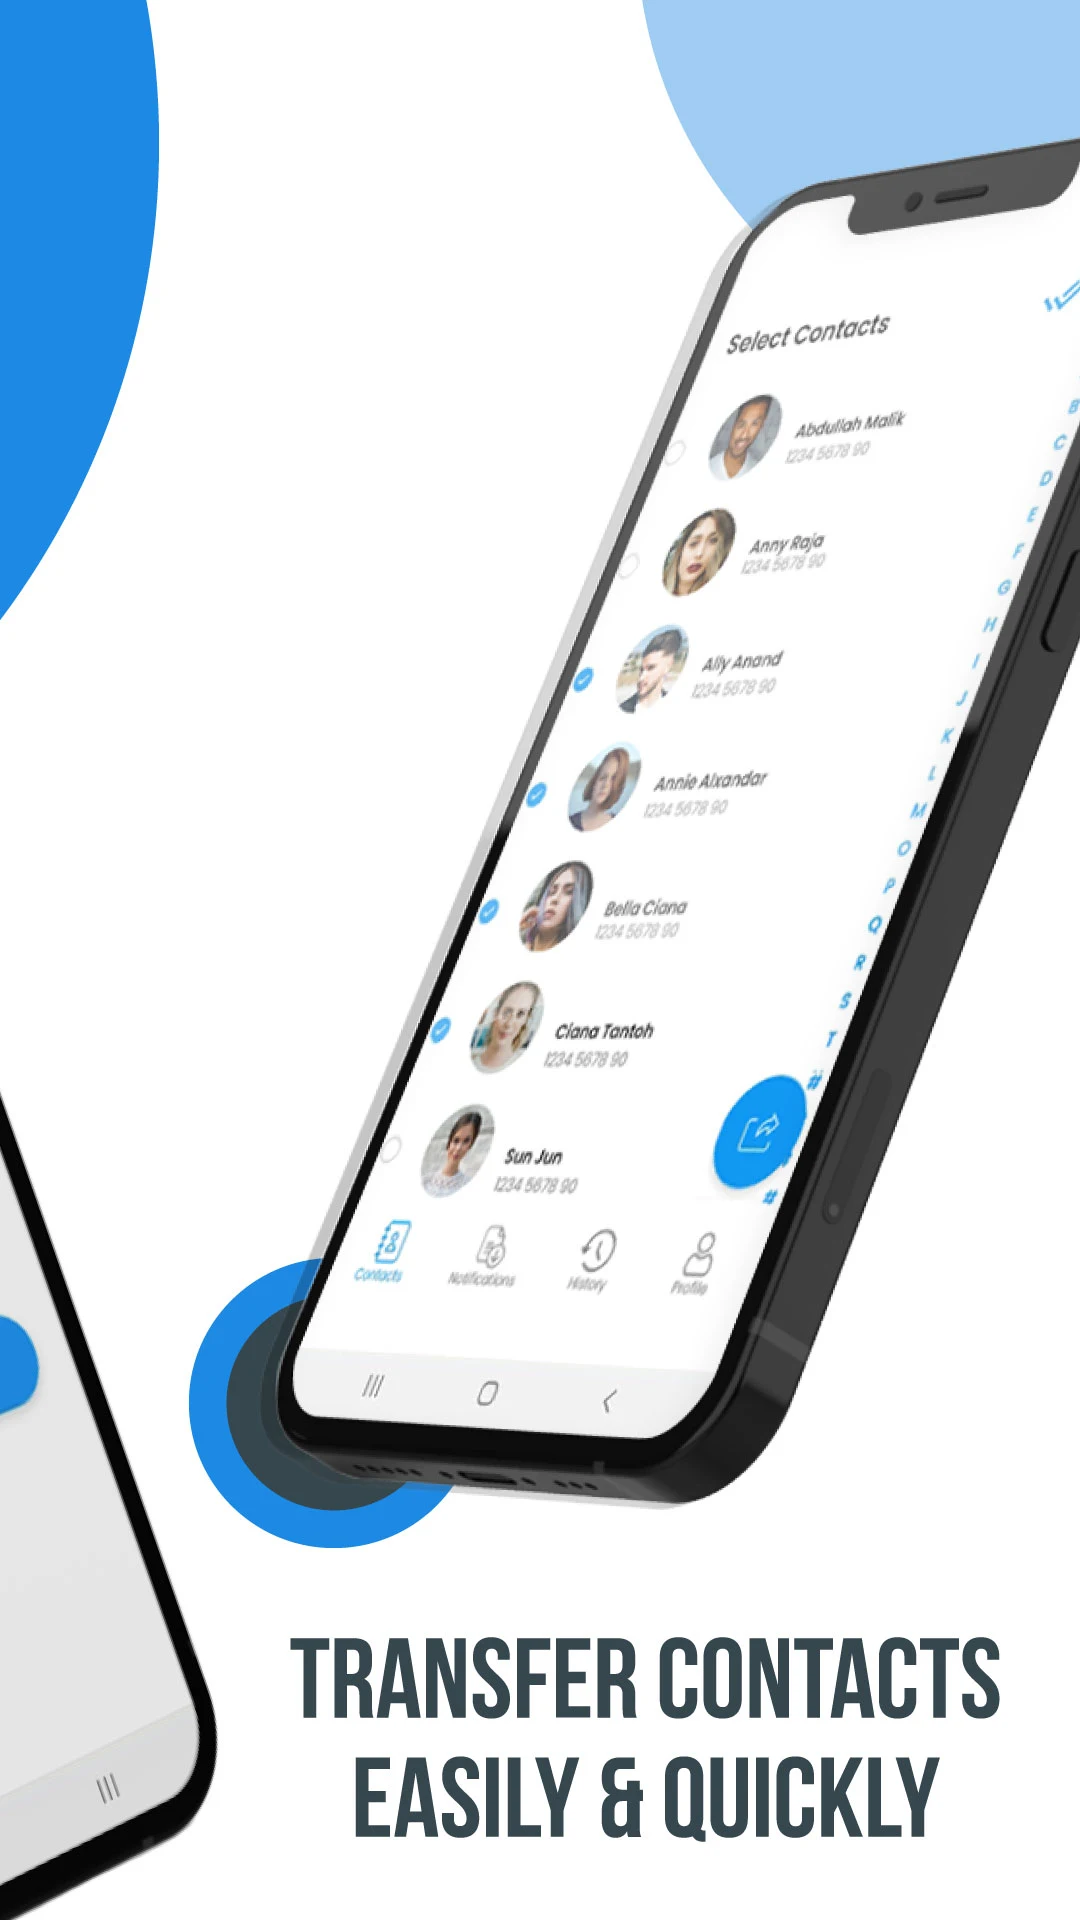 Select Contacts
Abdullah Malik
1234 5678 90
Anny Raja
1234 5678 90
Ally Anand
1234 5678 90
Annie Alxandar
1234 5678 90
Bella Ciana
1234 5678 90
Ciana Tantoh
1234 5678 90
Sun Jun
1234 5678 90
B
C
D
E
F
G
H
I
J
K
L
M
O
P
Q
R
S
T
#
#
Contacts
Notifications
History
Profile
TRANSFER CONTACTS
EASILY & QUICKLY